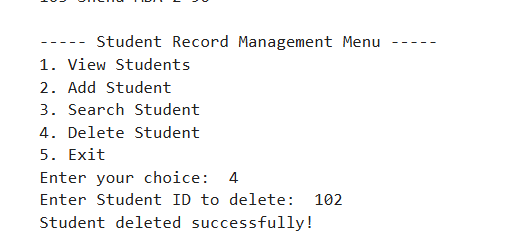 ----- Student Record Management Menu -----
1. View Students
2. Add Student
3. Search Student
4. Delete Student
5. Exit
Enter your choice:  4
Enter Student ID to delete:  102
Student deleted successfully!